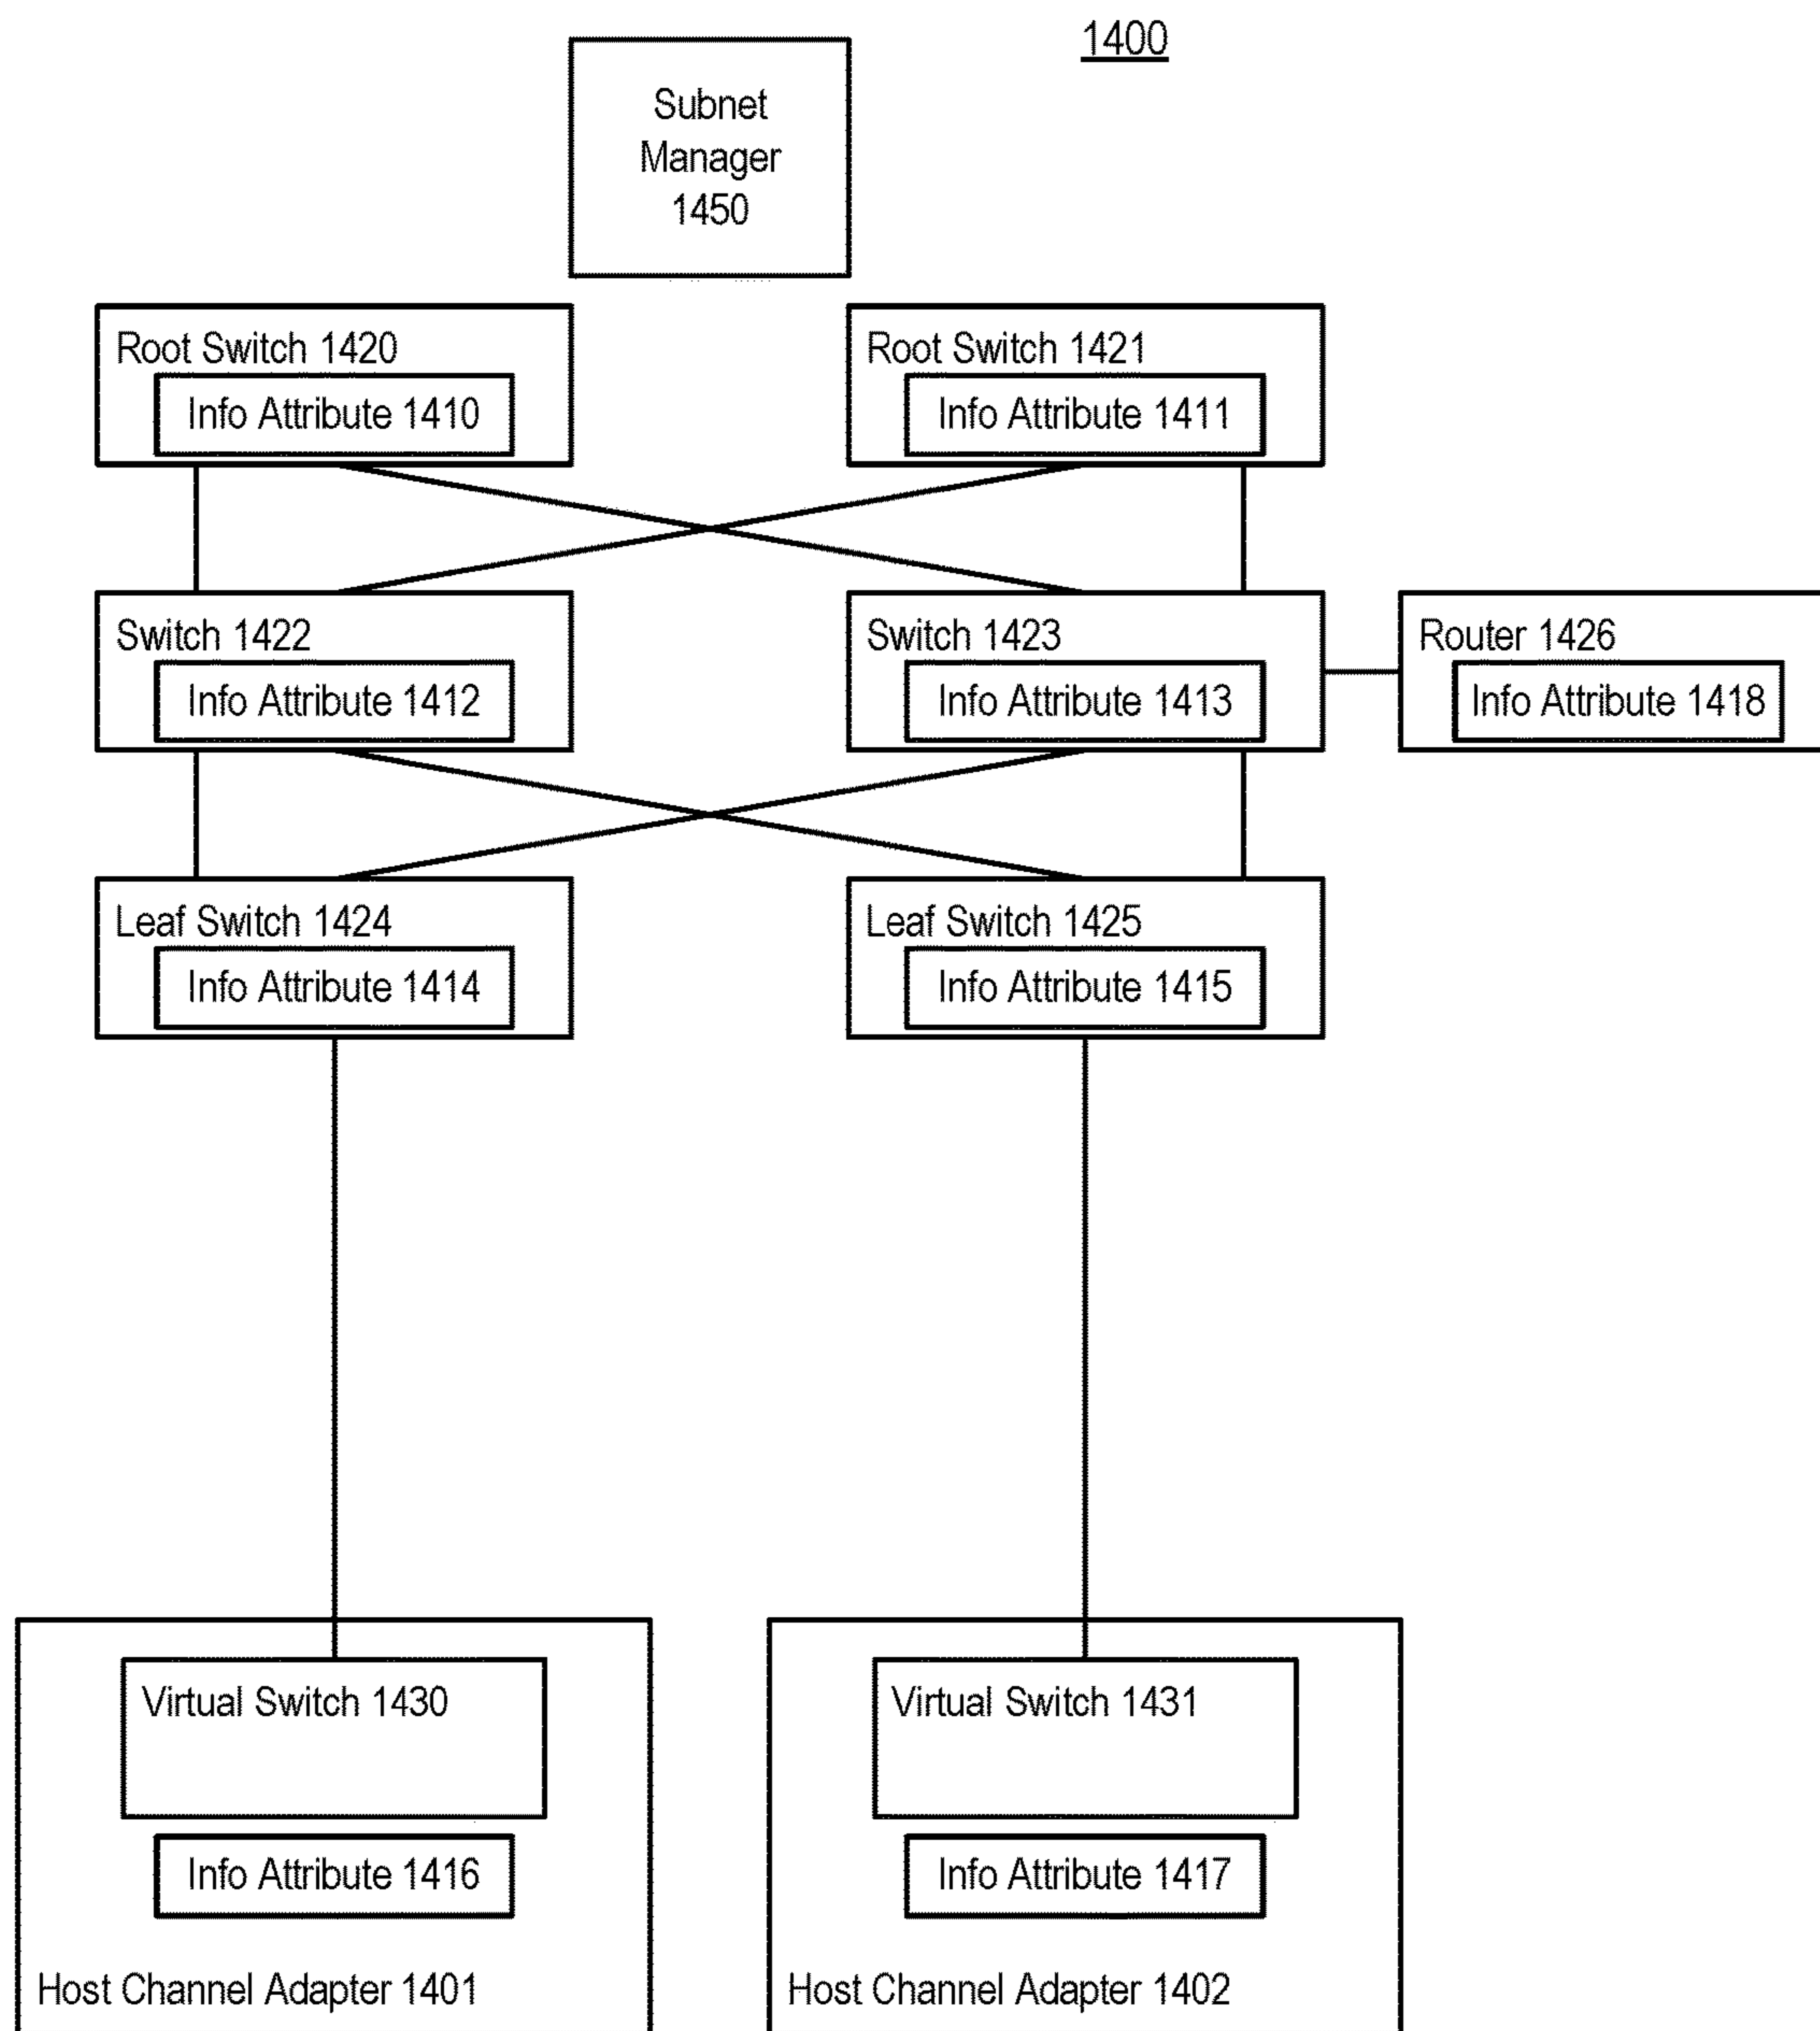 1400
Subnet
Manager
1450
Root Switch 1420
Info Attribute 1410
Root Switch 1421
Info Attribute 1411
Switch 1422
Info Attribute 1412
Switch 1423
Info Attribute 1413
Router 1426
Info Attribute 1418
Leaf Switch 1424
Info Attribute 1414
Leaf Switch 1425
Info Attribute 1415
Virtual Switch 1430
Info Attribute 1416
Host Channel Adapter 1401
Virtual Switch 1431
Info Attribute 1417
Host Channel Adapter 1402